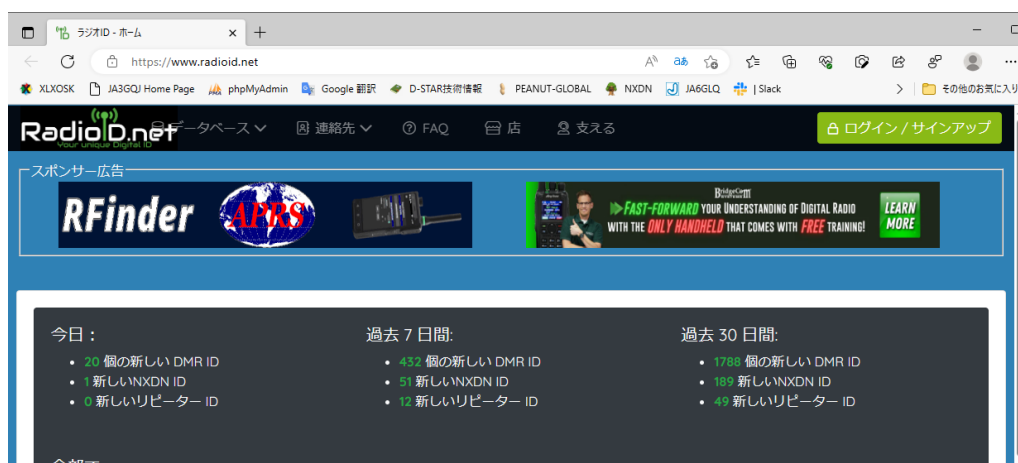 ラジオID - ホーム
https://www.radioid.net
XLXOSK JA3GQJ Home Page phpMyAdmin Google 翻訳 D-STAR技術情報 PEANUT-GLOBAL NXDN JA6GLQ | Slack その他のお気に入り
RadioID.net データベース 連絡先 FAQ 店 支える ログイン / サインアップ
Your unique Digital ID
スポンサー広告
RFinder APRS
BridgeCom
FAST-FORWARD YOUR UNDERSTANDING OF DIGITAL RADIO
WITH THE ONLY HANDHELD THAT COMES WITH FREE TRAINING!
LEARN
MORE
今日：
20 個の新しい DMR ID
1 新しいNXDN ID
0 新しいリピーター ID
過去 7 日間:
432 個の新しい DMR ID
51 新しいNXDN ID
12 新しいリピーター ID
過去 30 日間:
1788 個の新しい DMR ID
189 新しいNXDN ID
49 新しいリピーター ID